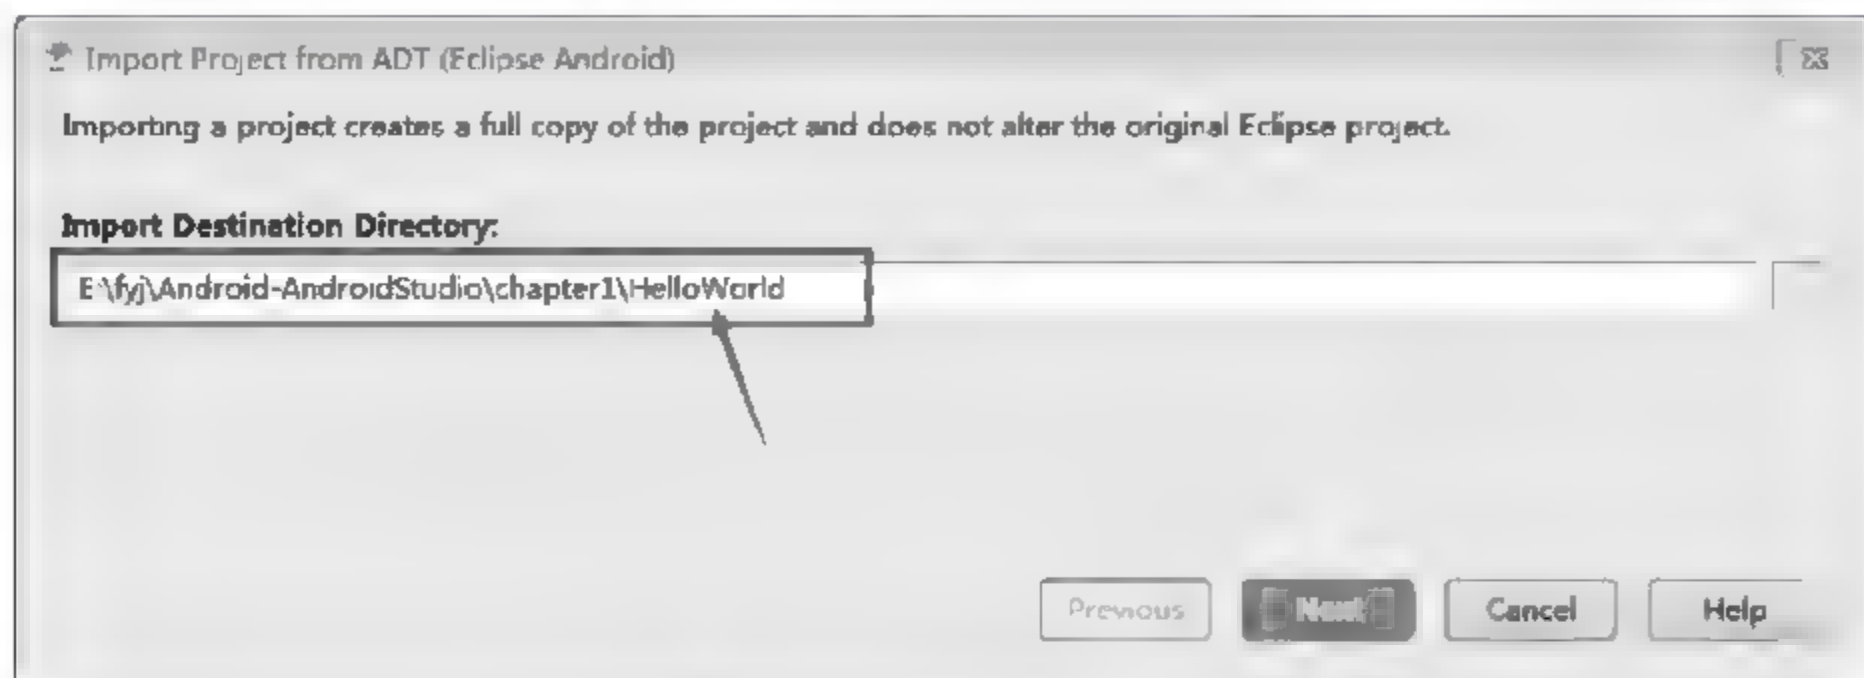 Import Project from ADT (Eclipse Android)
Importing a project creates a full copy of the project and does not alter the original Eclipse project.
Import Destination Directory:
E:\fyj\Android-AndroidStudio\chapter1\HelloWorld
Previous Next Cancel Help